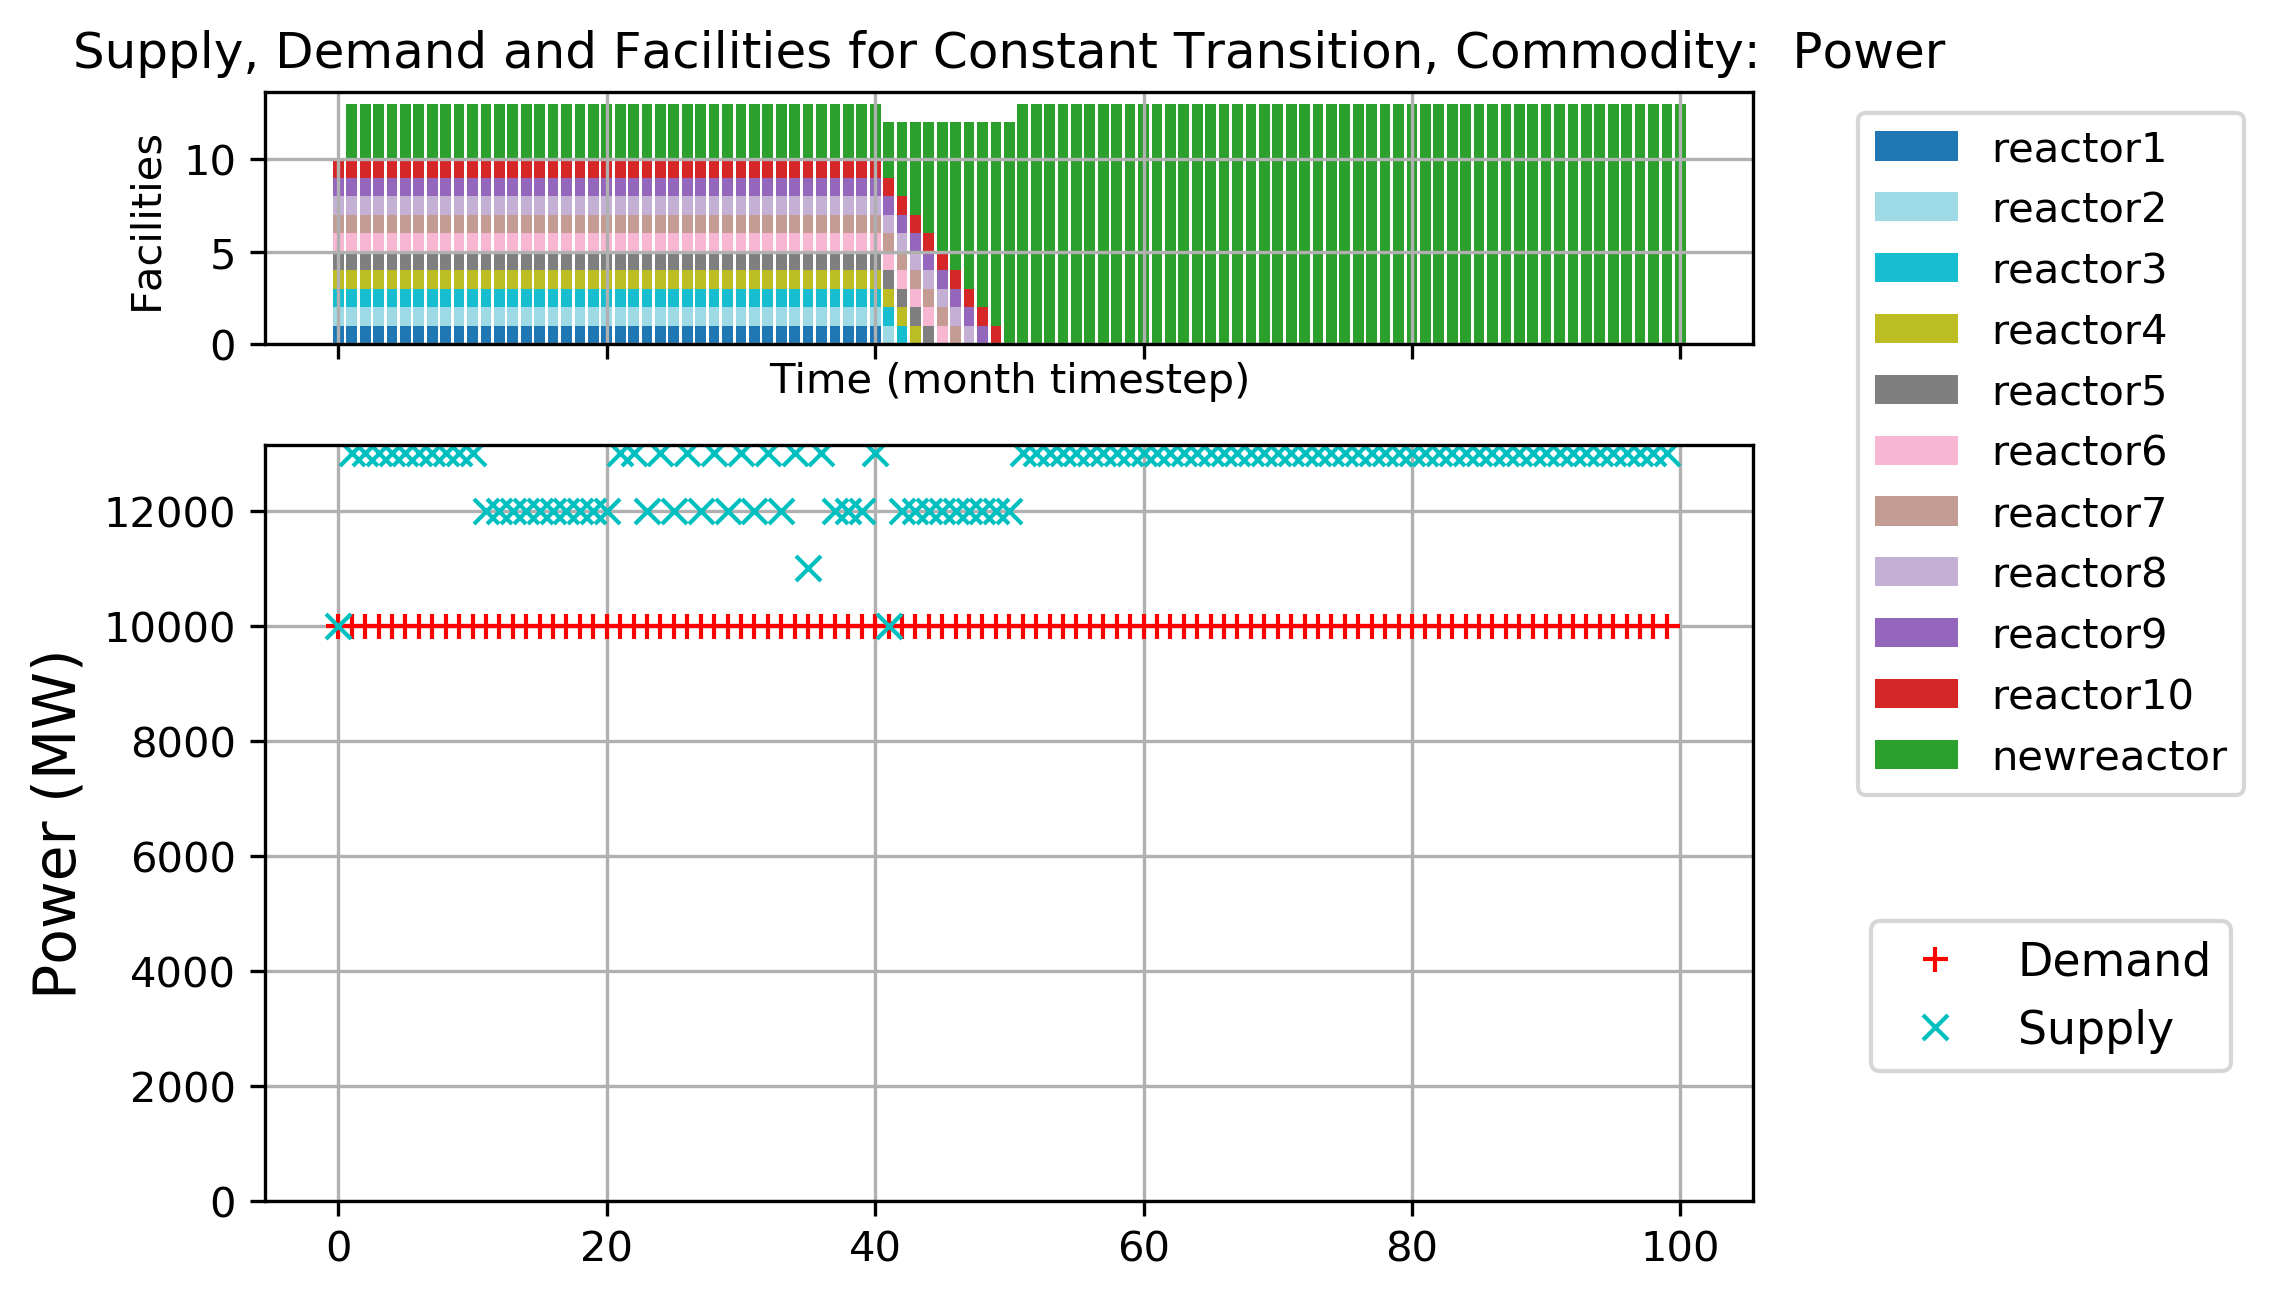 Supply, Demand and Facilities for Constant Transition, Commodity:  Power
Facilities
10
5
0
Time (month timestep)
Power (MW)
12000
10000
8000
6000
4000
2000
0
0 20 40 60 80 100
reactor1
reactor2
reactor3
reactor4
reactor5
reactor6
reactor7
reactor8
reactor9
reactor10
newreactor
Demand
Supply